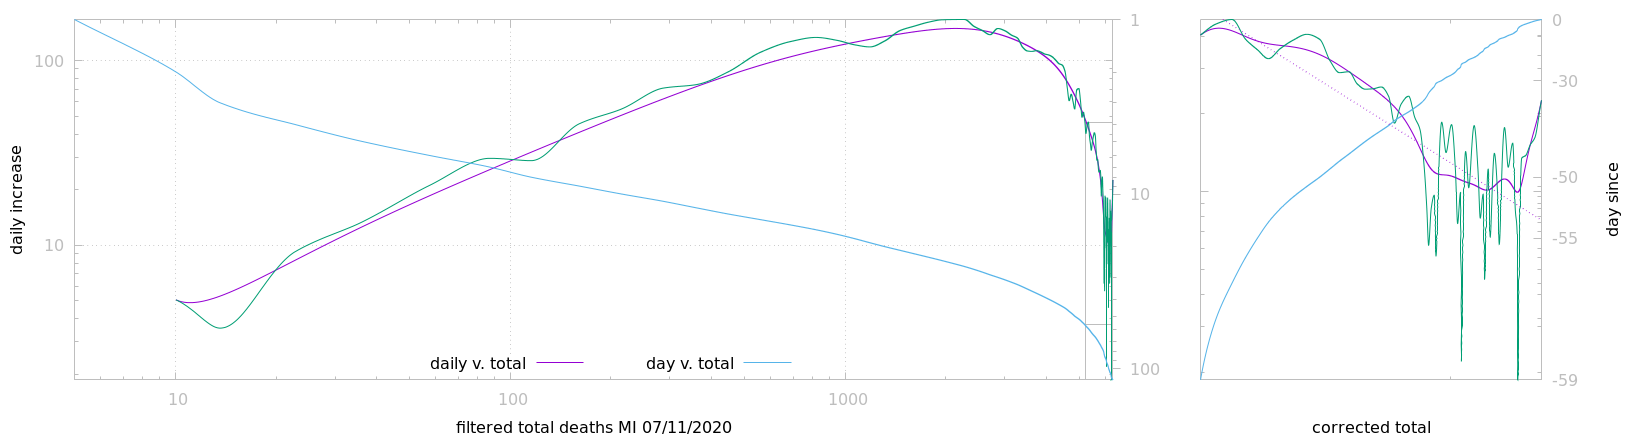 daily increase
100
10
10
100
1000
1
10
100
daily v. total
day v. total
filtered total deaths MI 07/11/2020
0
-30
-50
-55
-59
day since
corrected total